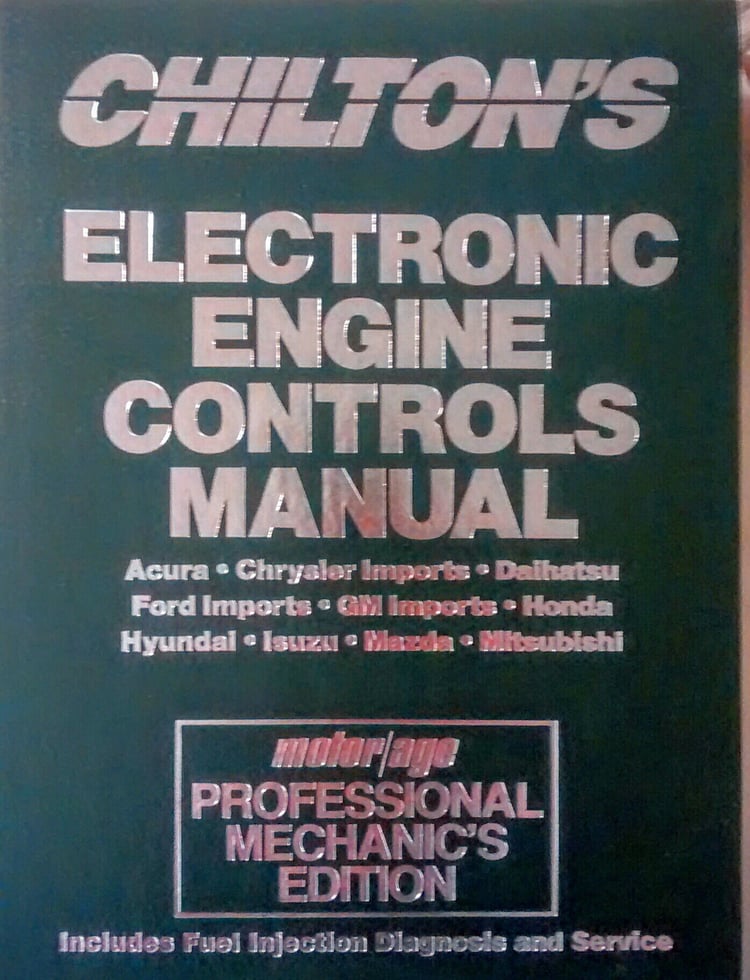 CHILTON'S
ELECTRONIC
ENGINE
CONTROLS
MANUAL
Acura • Chrysler Imports • Daihatsu
Ford Imports • GM Imports • Honda
Hyundai • Isuzu • Mazda • Mitsubishi
motor/age
PROFESSIONAL
MECHANIC'S
EDITION
Includes Fuel Injection Diagnosis and Service